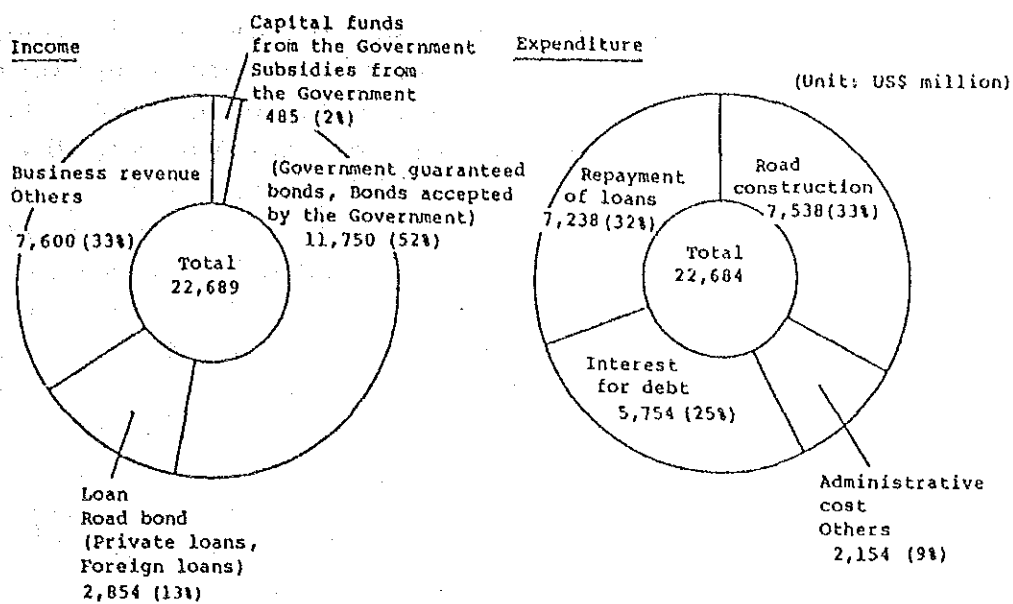 Income
Capital funds
from the Government
Subsidies from
the Government
485 (2%)
(Government guaranteed
bonds, Bonds accepted
by the Government)
11,750 (52%)
Business revenue
Others
7,600 (33%)
Total
22,689
Loan
Road bond
(Private loans,
Foreign loans)
2,854 (13%)
Expenditure
(Unit: US$ million)
Repayment
of loans
7,238 (32%)
Road
construction
7,538 (33%)
Total
22,684
Interest
for debt
5,754 (25%)
Administrative
cost
Others
2,154 (9%)